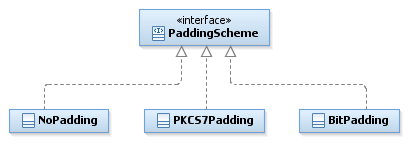 «interface»
PaddingScheme
NoPadding
PKCS7Padding
BitPadding